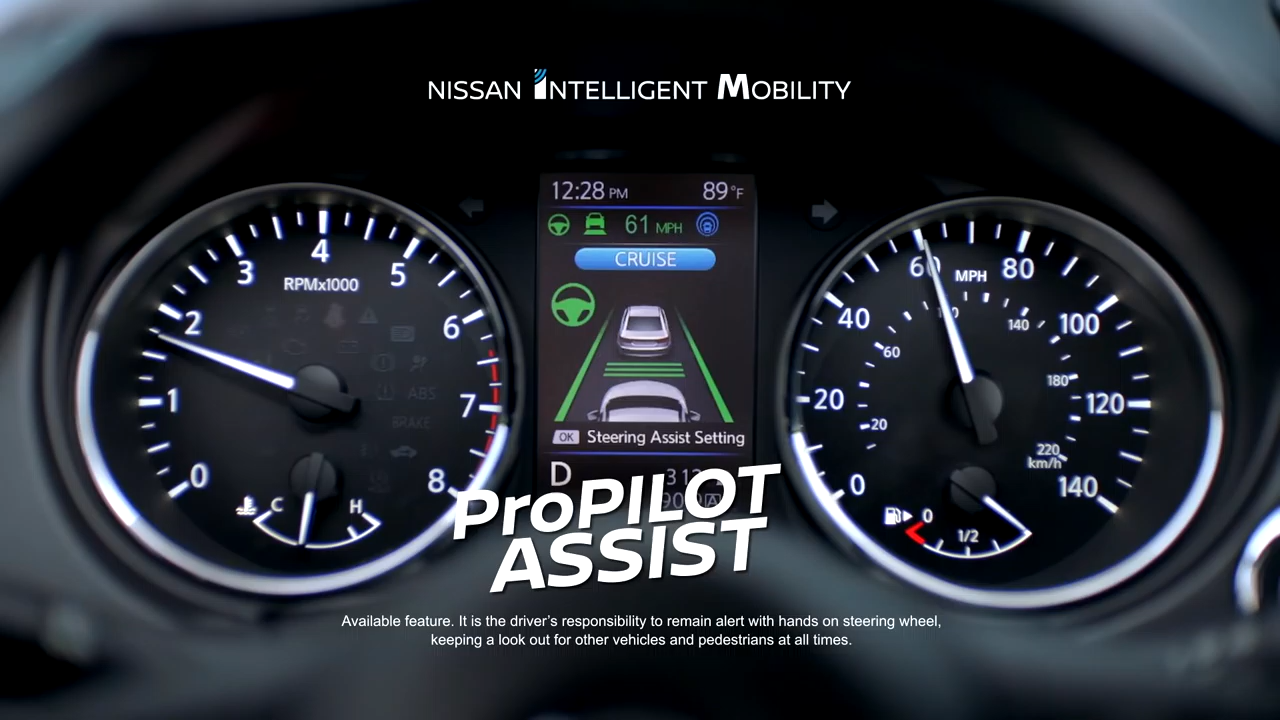 NISSAN INTELLIGENT MOBILITY
12:28 PM 89°F
61 MPH
CRUISE
OK Steering Assist Setting
D
0 1 2 3 4 5 6 7 8
RPMx1000
ABS
BRAKE
C H
0 20 40 60 80 100 120 140
MPH
20 60 140 180 220
km/h
0 1/2
ProPILOT
ASSIST
Available feature. It is the driver’s responsibility to remain alert with hands on steering wheel,
keeping a look out for other vehicles and pedestrians at all times.